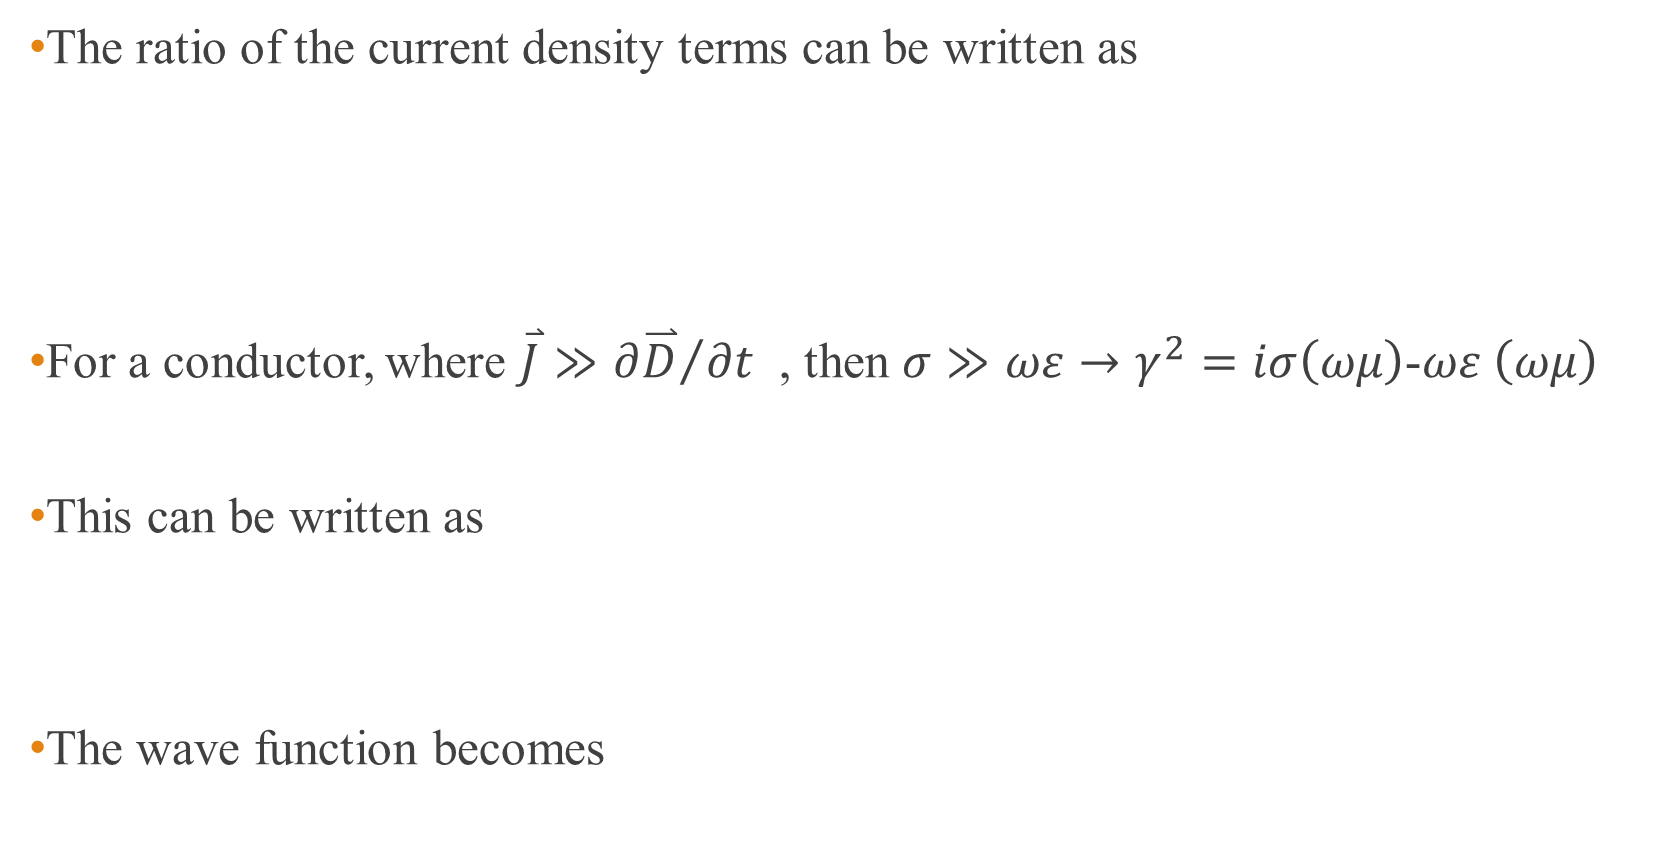 •The ratio of the current density terms can be written as
•For a conductor, where J⃗ ≫ ∂D⃗/∂t , then σ ≫ ωε → γ² = iσ(ωμ)-ωε (ωμ)
•This can be written as
•The wave function becomes